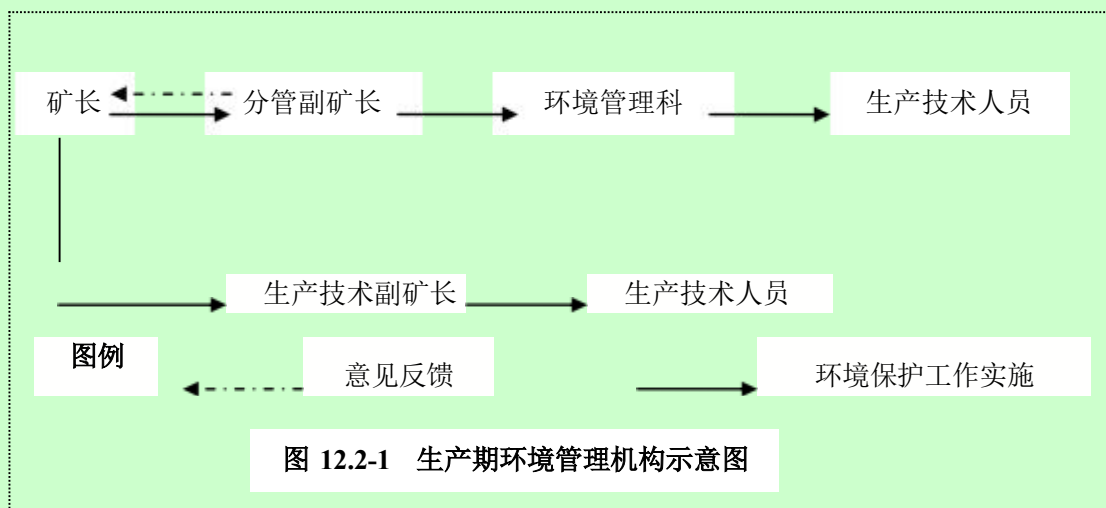 矿长 分管副矿长 环境管理科 生产技术人员
生产技术副矿长 生产技术人员
图例 意见反馈 环境保护工作实施
图 12.2-1 生产期环境管理机构示意图